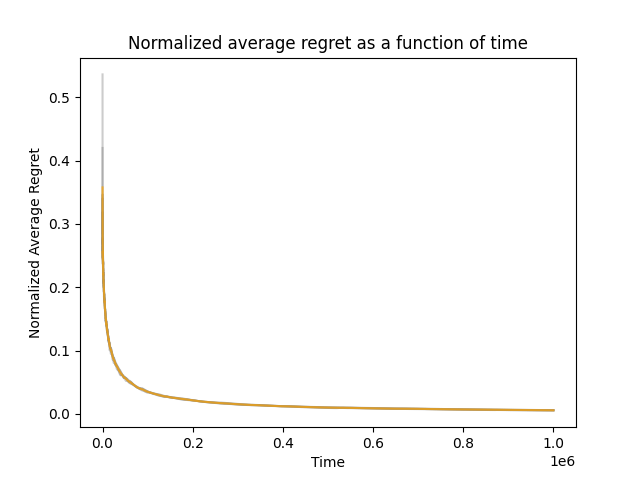 Normalized average regret as a function of time
Normalized Average Regret
0.5
0.4
0.3
0.2
0.1
0.0
0.0 0.2 0.4 0.6 0.8 1.0
1e6
Time